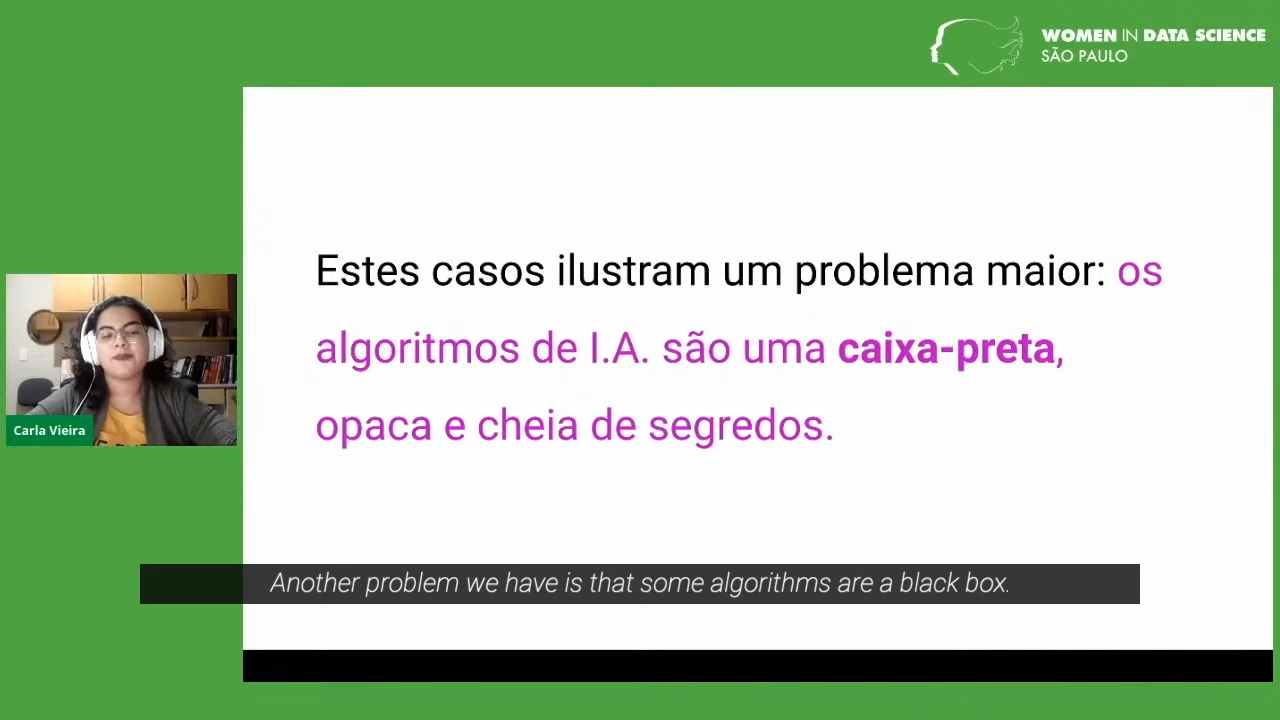 WOMEN IN DATA SCIENCE
SÃO PAULO
Estes casos ilustram um problema maior: os
algoritmos de I.A. são uma caixa-preta,
opaca e cheia de segredos.
Carla Vieira
Another problem we have is that some algorithms are a black box.